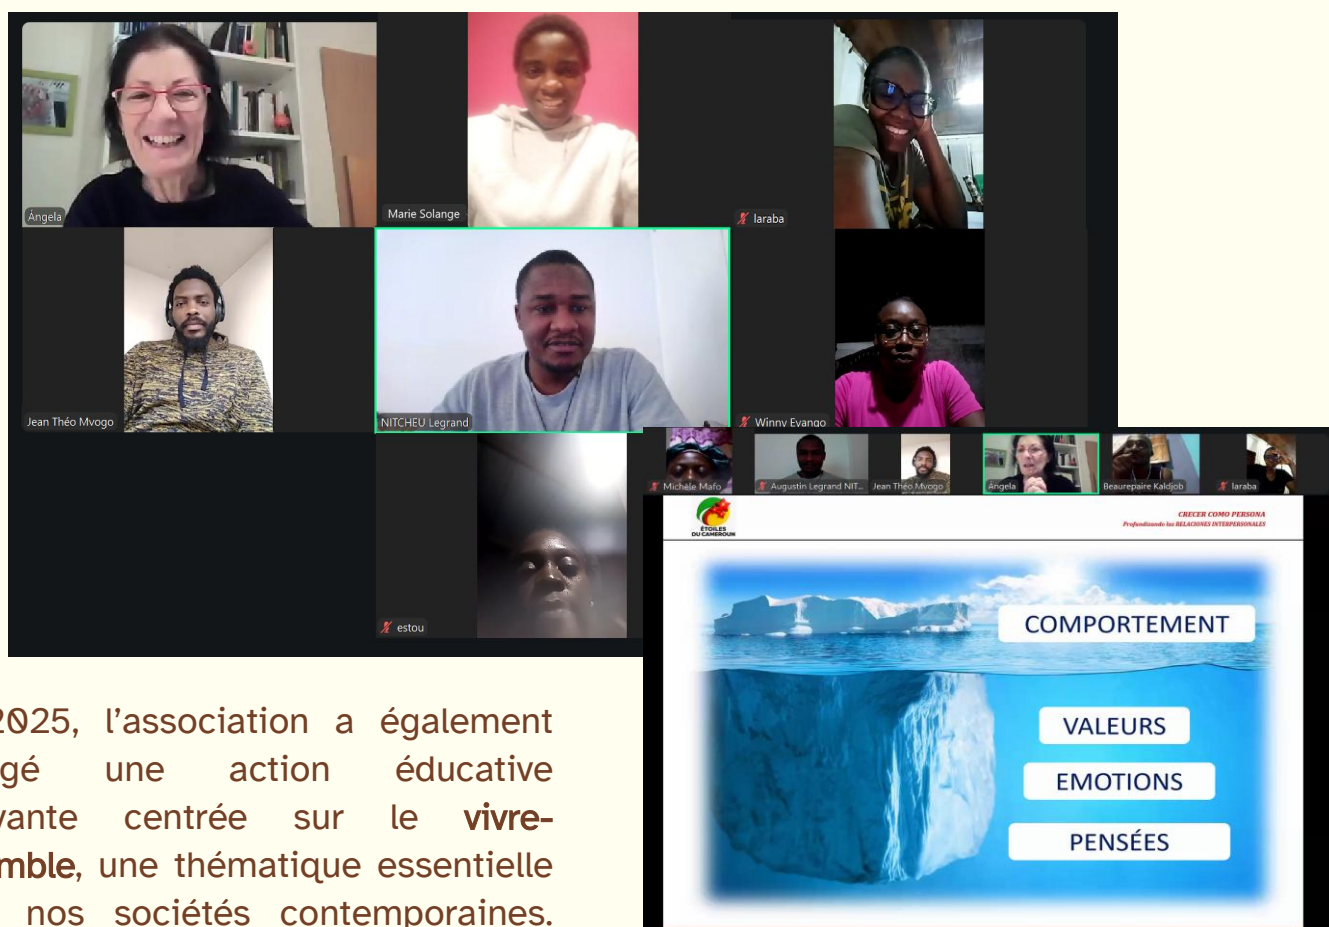 Ángela
Marie Solange
laraba
Jean Théo Mvogo
NITCHEU Legrand
Winny Evango
estou
Michèle Mafo
Augustin Legrand NIT...
Jean Théo Mvogo
Ángela
Beaurepaire Kaldjob
laraba
ÉTOILES
DU CAMEROUN
CRECER COMO PERSONA
Profundizando las RELACIONES INTERPERSONALES
COMPORTEMENT
VALEURS
EMOTIONS
PENSÉES
2025, l’association a également
gé une action éducative
vante centrée sur le vivre-
mble, une thématique essentielle
nos sociétés contemporaines.